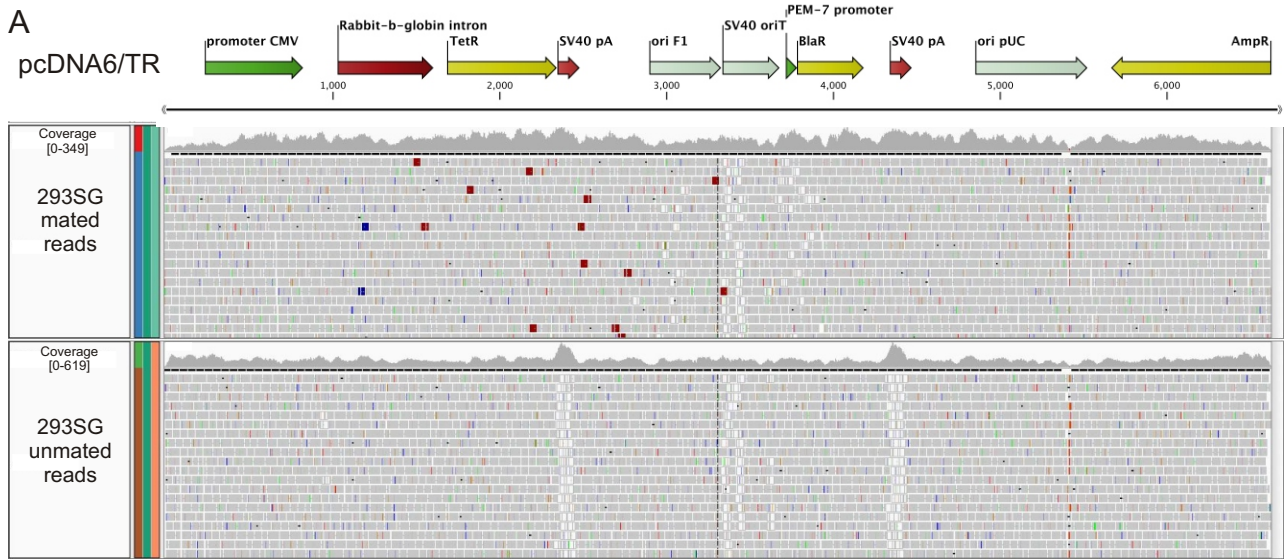 A
pcDNA6/TR
promoter CMV
Rabbit-b-globin intron
TetR
SV40 pA
ori F1
SV40 oriT
PEM-7 promoter
BlaR
SV40 pA
ori pUC
AmpR
1,000
2,000
3,000
4,000
5,000
6,000
Coverage
[0-349]
293SG
mated
reads
Coverage
[0-619]
293SG
unmated
reads